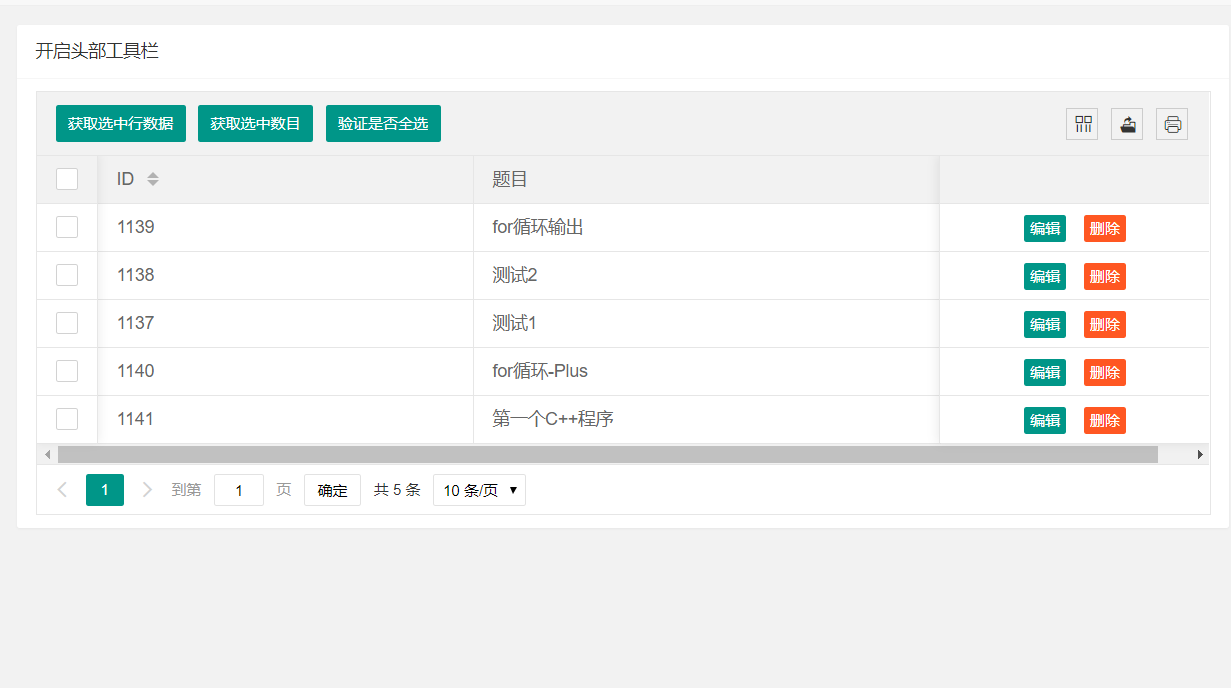 开启头部工具栏
获取选中行数据 获取选中数目 验证是否全选
ID 题目
1139 for循环输出 编辑 删除
1138 测试2 编辑 删除
1137 测试1 编辑 删除
1140 for循环-Plus 编辑 删除
1141 第一个C++程序 编辑 删除
1 到第 1 页 确定 共 5 条 10 条/页